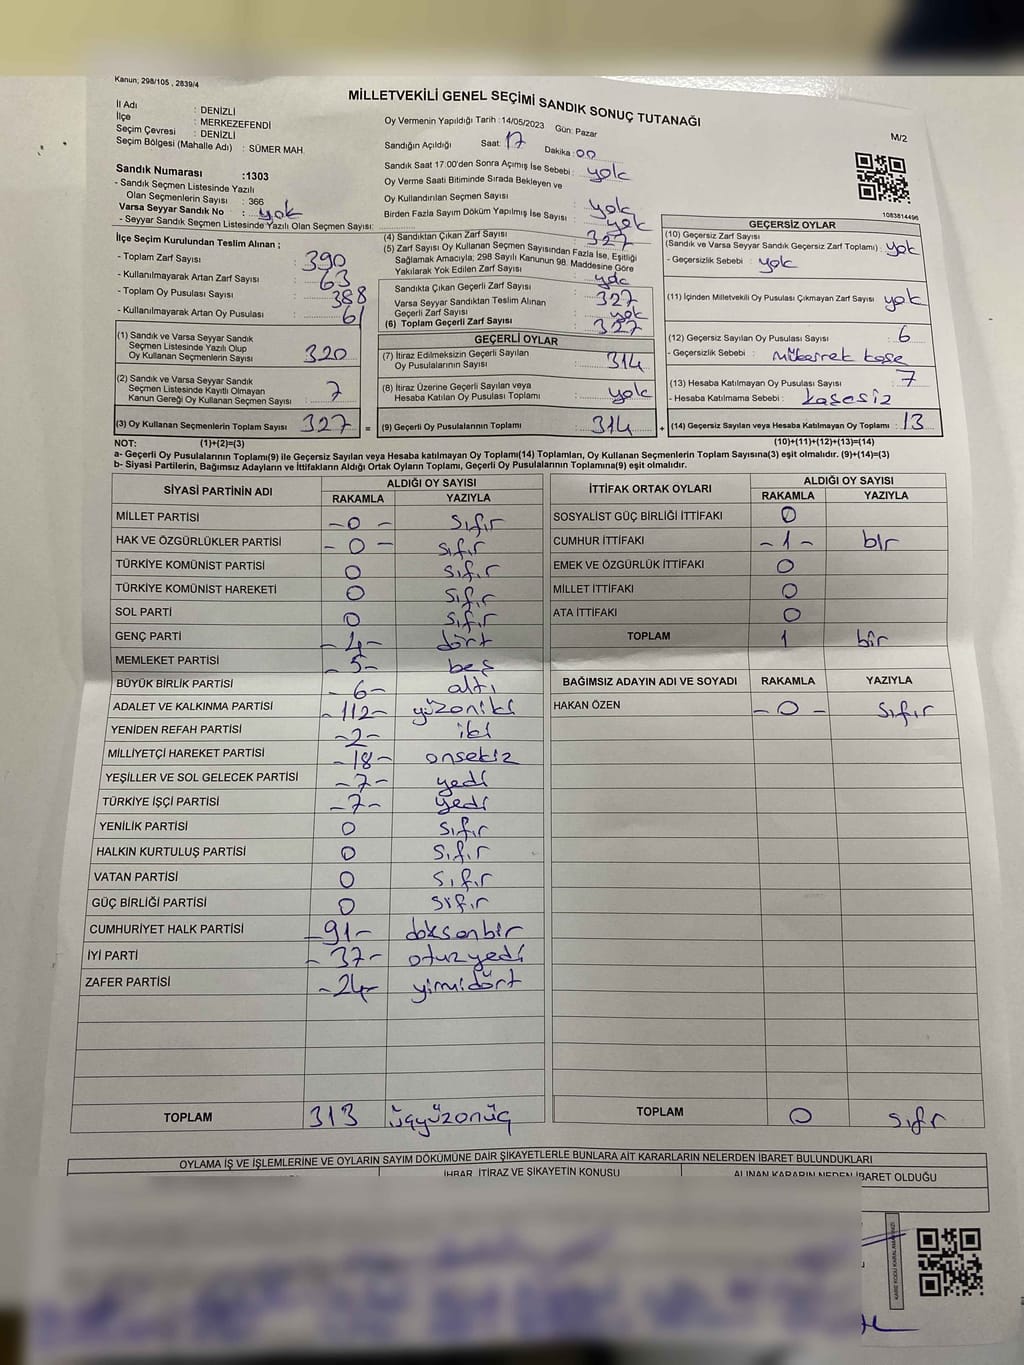 Kanun; 298/105 , 2839/4
MİLLETVEKİLİ GENEL SEÇİMİ SANDIK SONUÇ TUTANAĞI
M/2
İl Adı : DENİZLİ
İlçe : MERKEZEFENDİ
Seçim Çevresi : DENİZLİ
Seçim Bölgesi (Mahalle Adı) : SÜMER MAH.
Oy Vermenin Yapıldığı Tarih : 14/05/2023 Gün: Pazar
Sandığın Açıldığı Saat: 17 Dakika: 00
Sandık Saat 17:00'den Sonra Açımış İse Sebebi : yok
Oy Verme Saati Bitiminde Sırada Bekleyen ve
Oy Kullandırılan Seçmen Sayısı : yok
Birden Fazla Sayım Döküm Yapılmış İse Sayısı : yok
1083814496
Sandık Numarası : 1303
- Sandık Seçmen Listesinde Yazılı
Olan Seçmenlerin Sayısı : 366
Varsa Seyyar Sandık No : yok
- Seyyar Sandık Seçmen Listesinde Yazılı Olan Seçmen Sayısı:
İlçe Seçim Kurulundan Teslim Alınan ;
- Toplam Zarf Sayısı : 390
- Kullanılmayarak Artan Zarf Sayısı : 63
- Toplam Oy Pusulası Sayısı : 388
- Kullanılmayarak Artan Oy Pusulası : 61
(1) Sandık ve Varsa Seyyar Sandık
Seçmen Listesinde Yazılı Olup
Oy Kullanan Seçmenlerin Sayısı : 320
(2) Sandık ve Varsa Seyyar Sandık
Seçmen Listesinde Kayıtlı Olmayan
Kanun Gereği Oy Kullanan Seçmen Sayısı : 7
(3) Oy Kullanan Seçmenlerin Toplam Sayısı : 327 =
(4) Sandıktan Çıkan Zarf Sayısı : 327
(5) Zarf Sayısı Oy Kullanan Seçmen Sayısından Fazla İse, Eşitliği
Sağlamak Amacıyla; 298 Sayılı Kanunun 98. Maddesine Göre
Yakılarak Yok Edilen Zarf Sayısı : yok
Sandıkta Çıkan Geçerli Zarf Sayısı : 327
Varsa Seyyar Sandıktan Teslim Alınan
Geçerli Zarf Sayısı : yok
(6) Toplam Geçerli Zarf Sayısı : 327
GEÇERLİ OYLAR
(7) İtiraz Edilmeksizin Geçerli Sayılan
Oy Pusulalarının Sayısı : 314
(8) İtiraz Üzerine Geçerli Sayılan veya
Hesaba Katılan Oy Pusulası Toplamı : yok
(9) Geçerli Oy Pusulalarının Toplamı : 314 +
GEÇERSİZ OYLAR
(10) Geçersiz Zarf Sayısı
(Sandık ve Varsa Seyyar Sandık Geçersiz Zarf Toplamı) : yok
- Geçersizlik Sebebi : yok
(11) İçinden Milletvekili Oy Pusulası Çıkmayan Zarf Sayısı : yok
(12) Geçersiz Sayılan Oy Pusulası Sayısı : 6
- Geçersizlik Sebebi : mükerrek kaşe
(13) Hesaba Katılmayan Oy Pusulası Sayısı : 7
- Hesaba Katılmama Sebebi : kaşesiz
(14) Geçersiz Sayılan veya Hesaba Katılmayan Oy Toplamı : 13
NOT: (1)+(2)=(3) (10)+(11)+(12)+(13)=(14)
a- Geçerli Oy Pusulalarının Toplamı(9) ile Geçersiz Sayılan veya Hesaba katılmayan Oy Toplamı(14) Toplamları, Oy Kullanan Seçmenlerin Toplam Sayısına(3) eşit olmalıdır. (9)+(14)=(3)
b- Siyasi Partilerin, Bağımsız Adayların ve İttifakların Aldığı Ortak Oyların Toplamı, Geçerli Oy Pusulalarının Toplamına(9) eşit olmalıdır.
SİYASİ PARTİNİN ADI ALDIĞI OY SAYISI
RAKAMLA YAZIYLA
MİLLET PARTİSİ - 0 - sıfır
HAK VE ÖZGÜRLÜKLER PARTİSİ - 0 - sıfır
TÜRKİYE KOMÜNİST PARTİSİ 0 sıfır
TÜRKİYE KOMÜNİST HAREKETİ 0 sıfır
SOL PARTİ 0 sıfır
GENÇ PARTİ - 4 - dört
MEMLEKET PARTİSİ - 5 - beş
BÜYÜK BİRLİK PARTİSİ - 6 - altı
ADALET VE KALKINMA PARTİSİ - 112 - yüzoniki
YENİDEN REFAH PARTİSİ - 2 - iki
MİLLİYETÇİ HAREKET PARTİSİ - 18 - onsekiz
YEŞİLLER VE SOL GELECEK PARTİSİ - 7 - yedi
TÜRKİYE İŞÇİ PARTİSİ - 7 - yedi
YENİLİK PARTİSİ 0 sıfır
HALKIN KURTULUŞ PARTİSİ 0 sıfır
VATAN PARTİSİ 0 sıfır
GÜÇ BİRLİĞİ PARTİSİ 0 sıfır
CUMHURİYET HALK PARTİSİ - 91 - doksanbir
İYİ PARTİ - 37 - otuzyedi
ZAFER PARTİSİ - 24 - yirmidört
TOPLAM 313 üçyüzonüç
İTTİFAK ORTAK OYLARI ALDIĞI OY SAYISI
RAKAMLA YAZIYLA
SOSYALİST GÜÇ BİRLİĞİ İTTİFAKI 0
CUMHUR İTTİFAKI - 1 - bir
EMEK VE ÖZGÜRLÜK İTTİFAKI 0
MİLLET İTTİFAKI 0
ATA İTTİFAKI 0
TOPLAM 1 bir
BAĞIMSIZ ADAYIN ADI VE SOYADI RAKAMLA YAZIYLA
HAKAN ÖZEN - 0 - sıfır
TOPLAM 0 sıfır
OYLAMA İŞ VE İŞLEMLERİNE VE OYLARIN SAYIM DÖKÜMÜNE DAİR ŞİKAYETLERLE BUNLARA AİT KARARLARIN NELERDEN İBARET BULUNDUKLARI
İHBAR, İTİRAZ VE ŞİKAYETİN KONUSU
ALINAN KARARIN NEDEN İBARET OLDUĞU